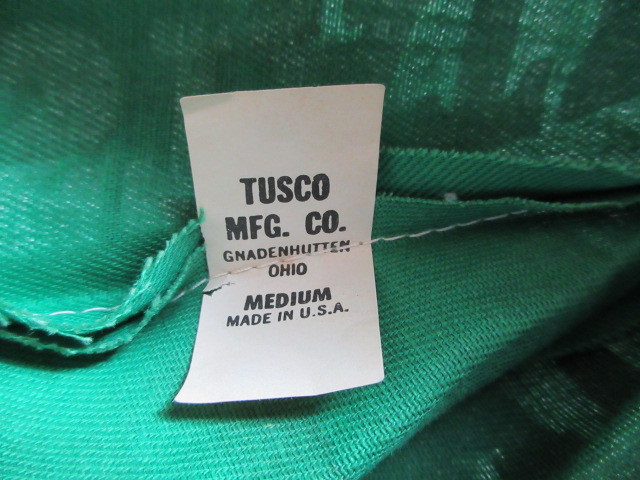 TUSCO
MFG. CO.
GNADENHUTTEN
OHIO
MEDIUM
MADE IN U.S.A.